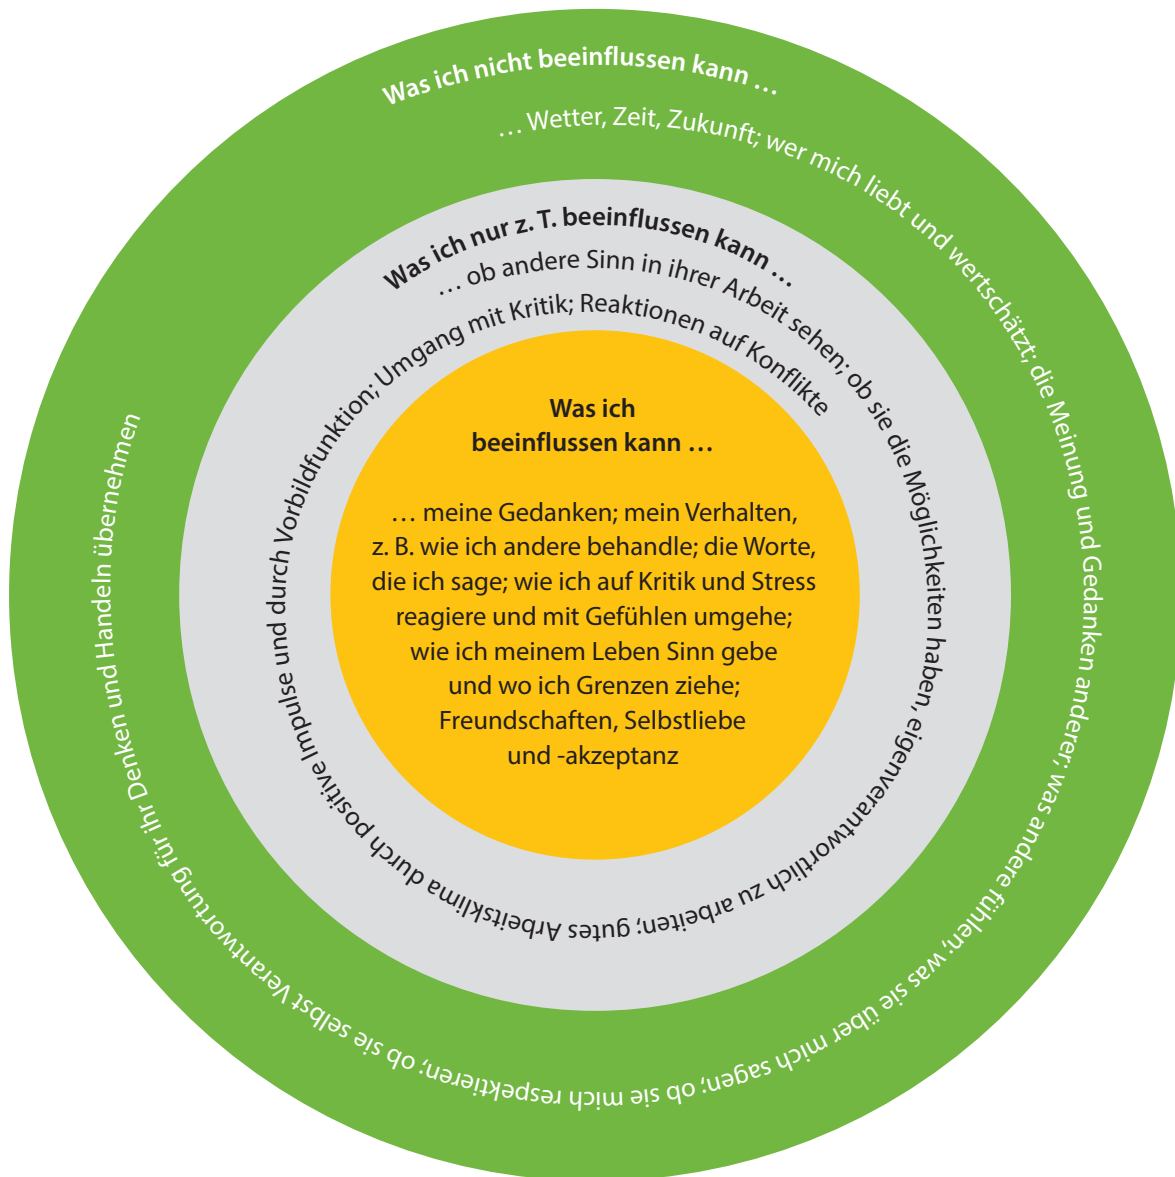 Was ich nicht beeinflussen kann …
… Wetter, Zeit, Zukunft; wer mich liebt und wertschätzt; die Meinung und Gedanken anderer; was andere fühlen; was sie über mich sagen; ob sie mich respektieren; ob sie selbst Verantwortung für ihr Denken und Handeln übernehmen
Was ich nur z. T. beeinflussen kann …
… ob andere Sinn in ihrer Arbeit sehen; ob sie die Möglichkeiten haben, eigenverantwortlich zu arbeiten; gutes Arbeitsklima durch positive Impulse und durch Vorbildfunktion; Umgang mit Kritik; Reaktionen auf Konflikte
Was ich
beeinflussen kann …
… meine Gedanken; mein Verhalten,
z. B. wie ich andere behandle; die Worte,
die ich sage; wie ich auf Kritik und Stress
reagiere und mit Gefühlen umgehe;
wie ich meinem Leben Sinn gebe
und wo ich Grenzen ziehe;
Freundschaften, Selbstliebe
und -akzeptanz